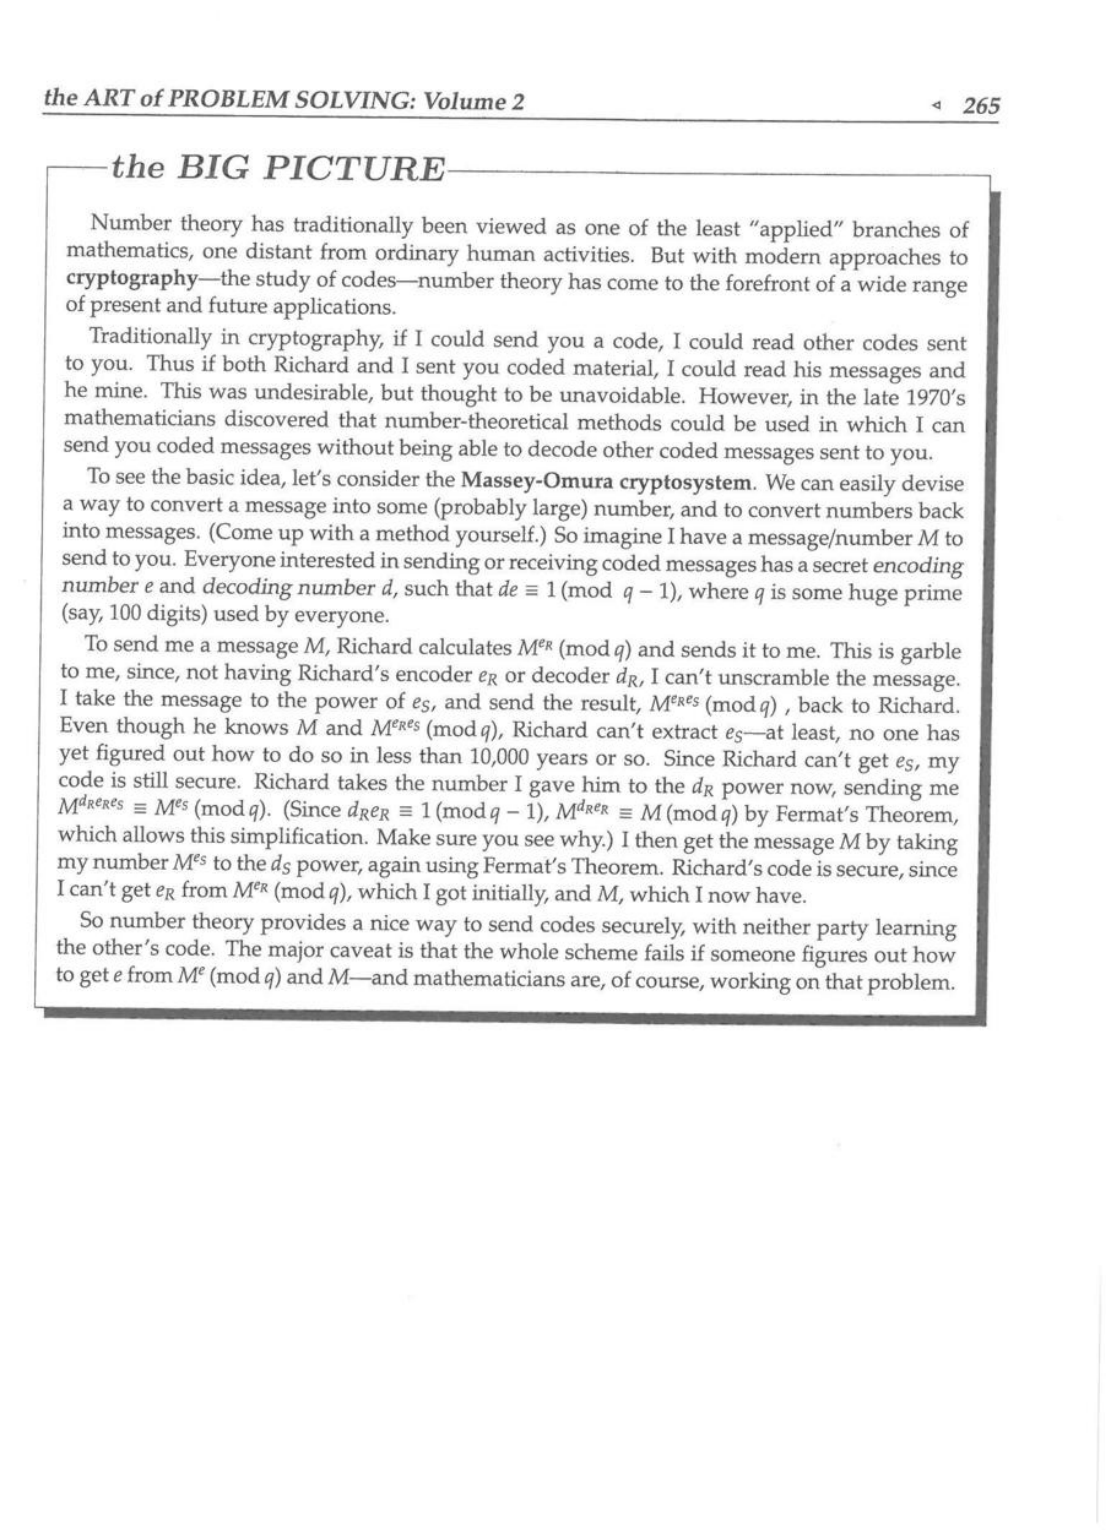 the ART of PROBLEM SOLVING: Volume 2 ◃ 265
the BIG PICTURE
Number theory has traditionally been viewed as one of the least "applied" branches of
mathematics, one distant from ordinary human activities. But with modern approaches to
cryptography—the study of codes—number theory has come to the forefront of a wide range
of present and future applications.
Traditionally in cryptography, if I could send you a code, I could read other codes sent
to you. Thus if both Richard and I sent you coded material, I could read his messages and
he mine. This was undesirable, but thought to be unavoidable. However, in the late 1970's
mathematicians discovered that number-theoretical methods could be used in which I can
send you coded messages without being able to decode other coded messages sent to you.
To see the basic idea, let's consider the Massey-Omura cryptosystem. We can easily devise
a way to convert a message into some (probably large) number, and to convert numbers back
into messages. (Come up with a method yourself.) So imagine I have a message/number M to
send to you. Everyone interested in sending or receiving coded messages has a secret encoding
number e and decoding number d, such that de ≡ 1 (mod q − 1), where q is some huge prime
(say, 100 digits) used by everyone.
To send me a message M, Richard calculates M^{e_R} (mod q) and sends it to me. This is garble
to me, since, not having Richard's encoder e_R or decoder d_R, I can't unscramble the message.
I take the message to the power of e_S, and send the result, M^{e_R e_S} (mod q) , back to Richard.
Even though he knows M and M^{e_R e_S} (mod q), Richard can't extract e_S—at least, no one has
yet figured out how to do so in less than 10,000 years or so. Since Richard can't get e_S, my
code is still secure. Richard takes the number I gave him to the d_R power now, sending me
M^{d_R e_R e_S} ≡ M^{e_S} (mod q). (Since d_R e_R ≡ 1 (mod q − 1), M^{d_R e_R} ≡ M (mod q) by Fermat's Theorem,
which allows this simplification. Make sure you see why.) I then get the message M by taking
my number M^{e_S} to the d_S power, again using Fermat's Theorem. Richard's code is secure, since
I can't get e_R from M^{e_R} (mod q), which I got initially, and M, which I now have.
So number theory provides a nice way to send codes securely, with neither party learning
the other's code. The major caveat is that the whole scheme fails if someone figures out how
to get e from M^e (mod q) and M—and mathematicians are, of course, working on that problem.